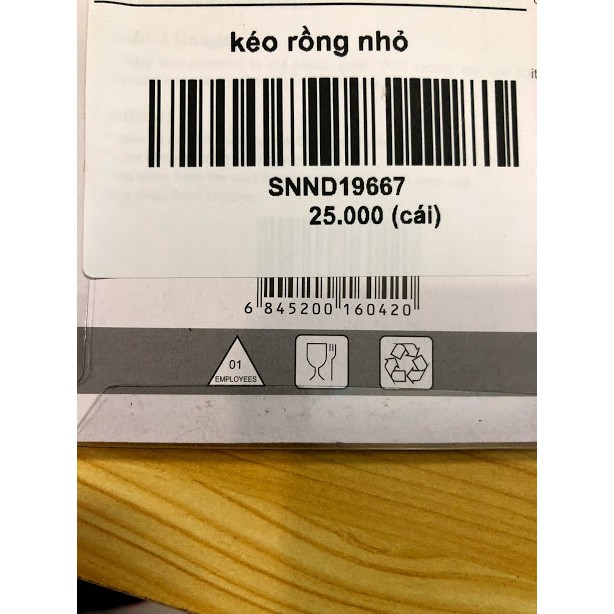 kéo rồng nhỏ
SNND19667
25.000 (cái)
6 845200 160420
01
EMPLOYEES